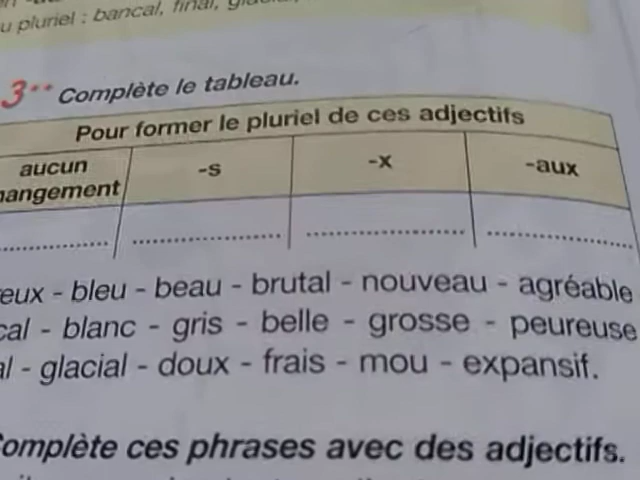 u pluriel : bancal, final,
3** Complète le tableau.
Pour former le pluriel de ces adjectifs
aucun
angement
-s
-x
-aux
eux - bleu - beau - brutal - nouveau - agréable
cal - blanc - gris - belle - grosse - peureuse
al - glacial - doux - frais - mou - expansif.
omplète ces phrases avec des adjectifs.